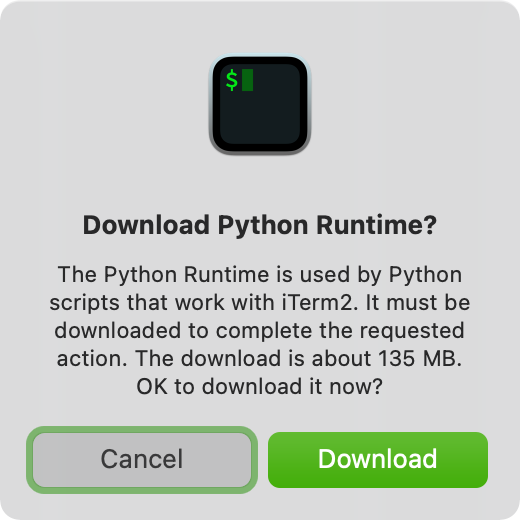 $
Download Python Runtime?
The Python Runtime is used by Python
scripts that work with iTerm2. It must be
downloaded to complete the requested
action. The download is about 135 MB.
OK to download it now?
Cancel
Download